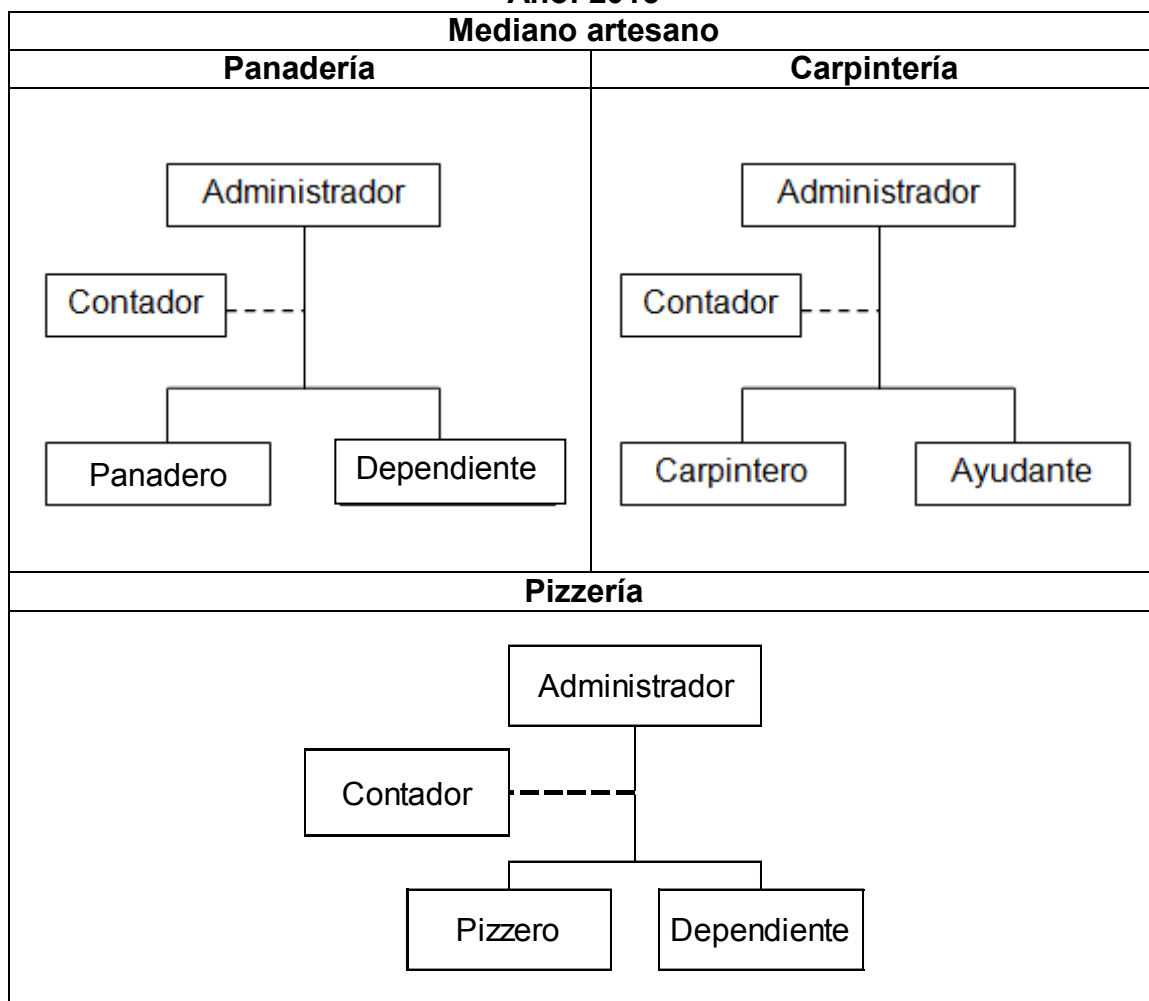 Mediano artesano
Panadería
Carpintería
Administrador
Contador
Panadero
Dependiente
Administrador
Contador
Carpintero
Ayudante
Pizzería
Administrador
Contador
Pizzero
Dependiente